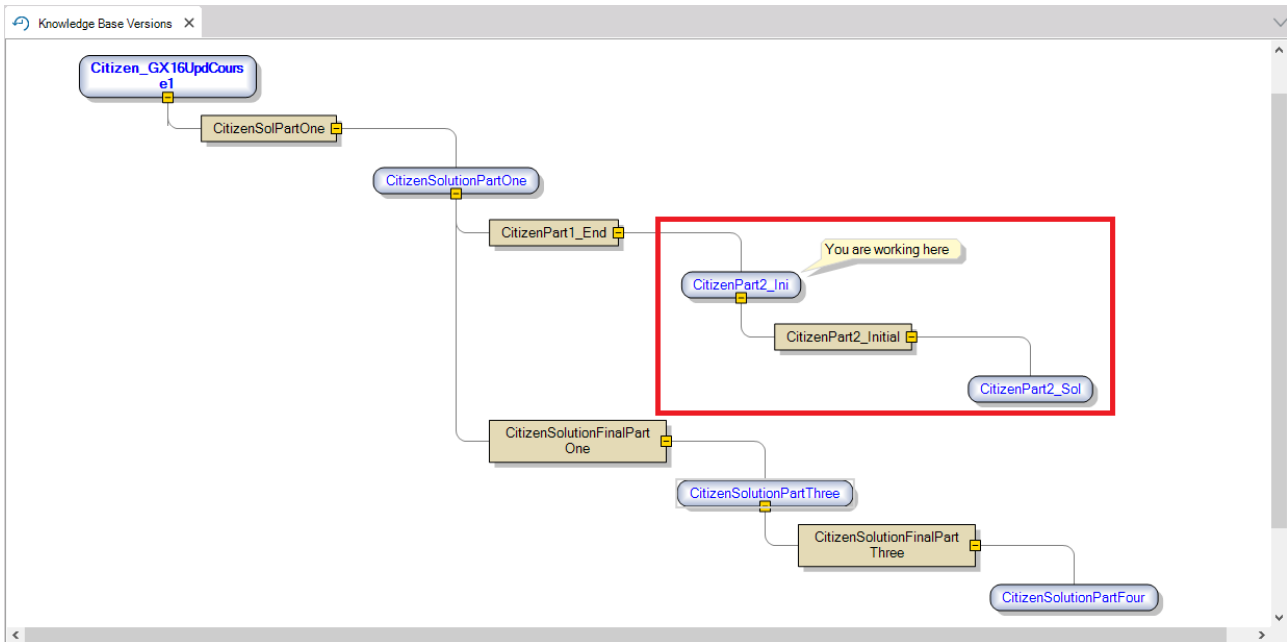 Knowledge Base Versions
Citizen_GX16UpdCours
e1
CitizenSolPartOne
CitizenSolutionPartOne
CitizenPart1_End
You are working here
CitizenPart2_Ini
CitizenPart2_Initial
CitizenPart2_Sol
CitizenSolutionFinalPart
One
CitizenSolutionPartThree
CitizenSolutionFinalPart
Three
CitizenSolutionPartFour